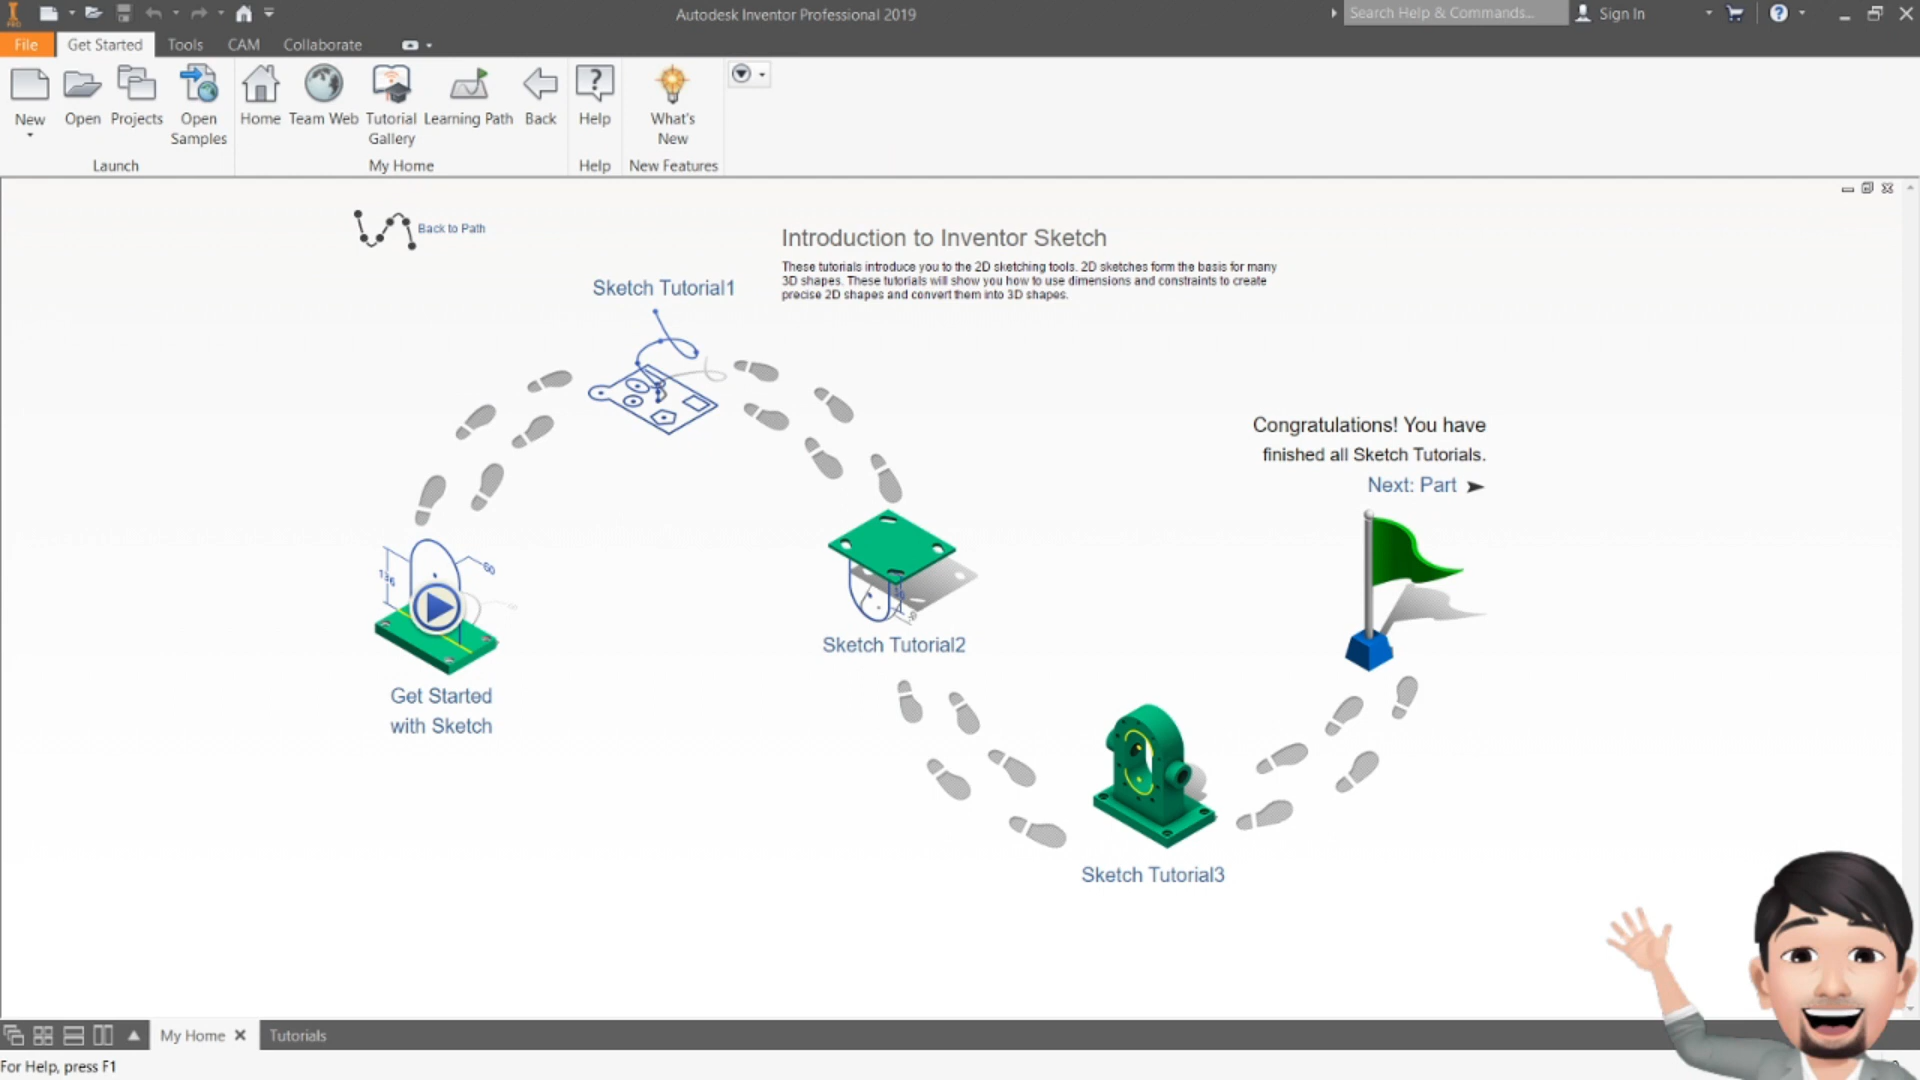 PRO
Autodesk Inventor Professional 2019
Search Help & Commands...
Sign In
?
File
Get Started
Tools
CAM
Collaborate
New
Open
Projects
Open
Samples
Home
Team Web
Tutorial
Gallery
Learning Path
Back
Help
What's
New
Launch
My Home
Help
New Features
Back to Path
Introduction to Inventor Sketch
These tutorials introduce you to the 2D sketching tools. 2D sketches form the basis for many
3D shapes. These tutorials will show you how to use dimensions and constraints to create
precise 2D shapes and convert them into 3D shapes.
Sketch Tutorial1
Congratulations! You have
finished all Sketch Tutorials.
Next: Part
60
Sketch Tutorial2
Get Started
with Sketch
Sketch Tutorial3
My Home
Tutorials
For Help, press F1